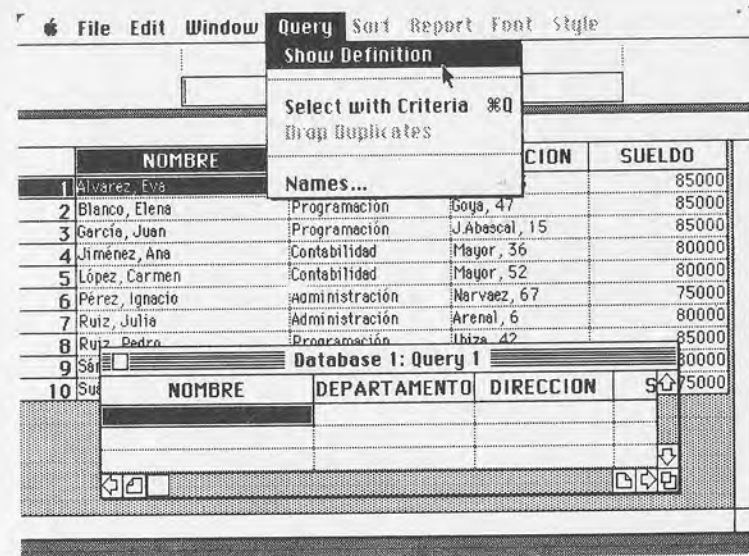 File Edit Window Query Sort Report Font Style
Show Definition
Select with Criteria ⌘Q
Drop Duplicates
Names...
NOMBRE CION SUELDO
1 Alvarez, Eva 85000
2 Blanco, Elena Programación Goya, 47 85000
3 García, Juan Programación J.Abascal, 15 85000
4 Jiménez, Ana Contabilidad Mayor, 36 80000
5 López, Carmen Contabilidad Mayor, 52 80000
6 Pérez, Ignacio Administración Narvaez, 67 75000
7 Ruiz, Julia Administración Arenal, 6 80000
8 Ruiz, Pedro Programación Ibiza, 42 85000
9 Sá 80000
10 Sua 75000
Database 1: Query 1
NOMBRE DEPARTAMENTO DIRECCION S